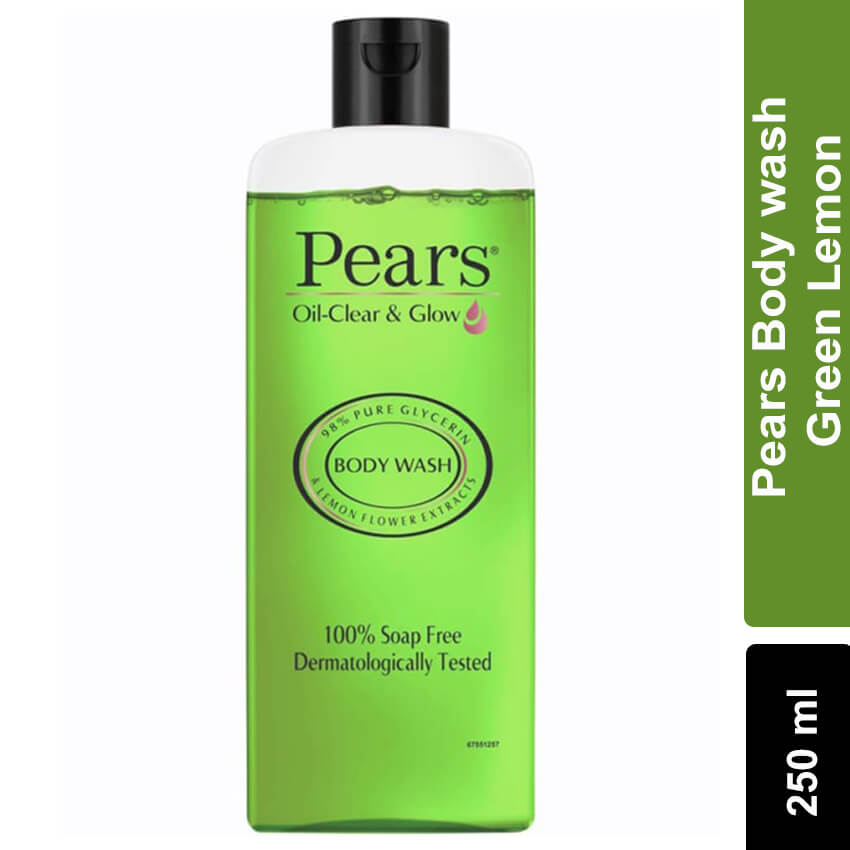 Pears®
Oil-Clear & Glow
98% PURE GLYCERIN
BODY WASH
& LEMON FLOWER EXTRACTS
100% Soap Free
Dermatologically Tested
67551257
Pears Body wash
Green Lemon
250 ml